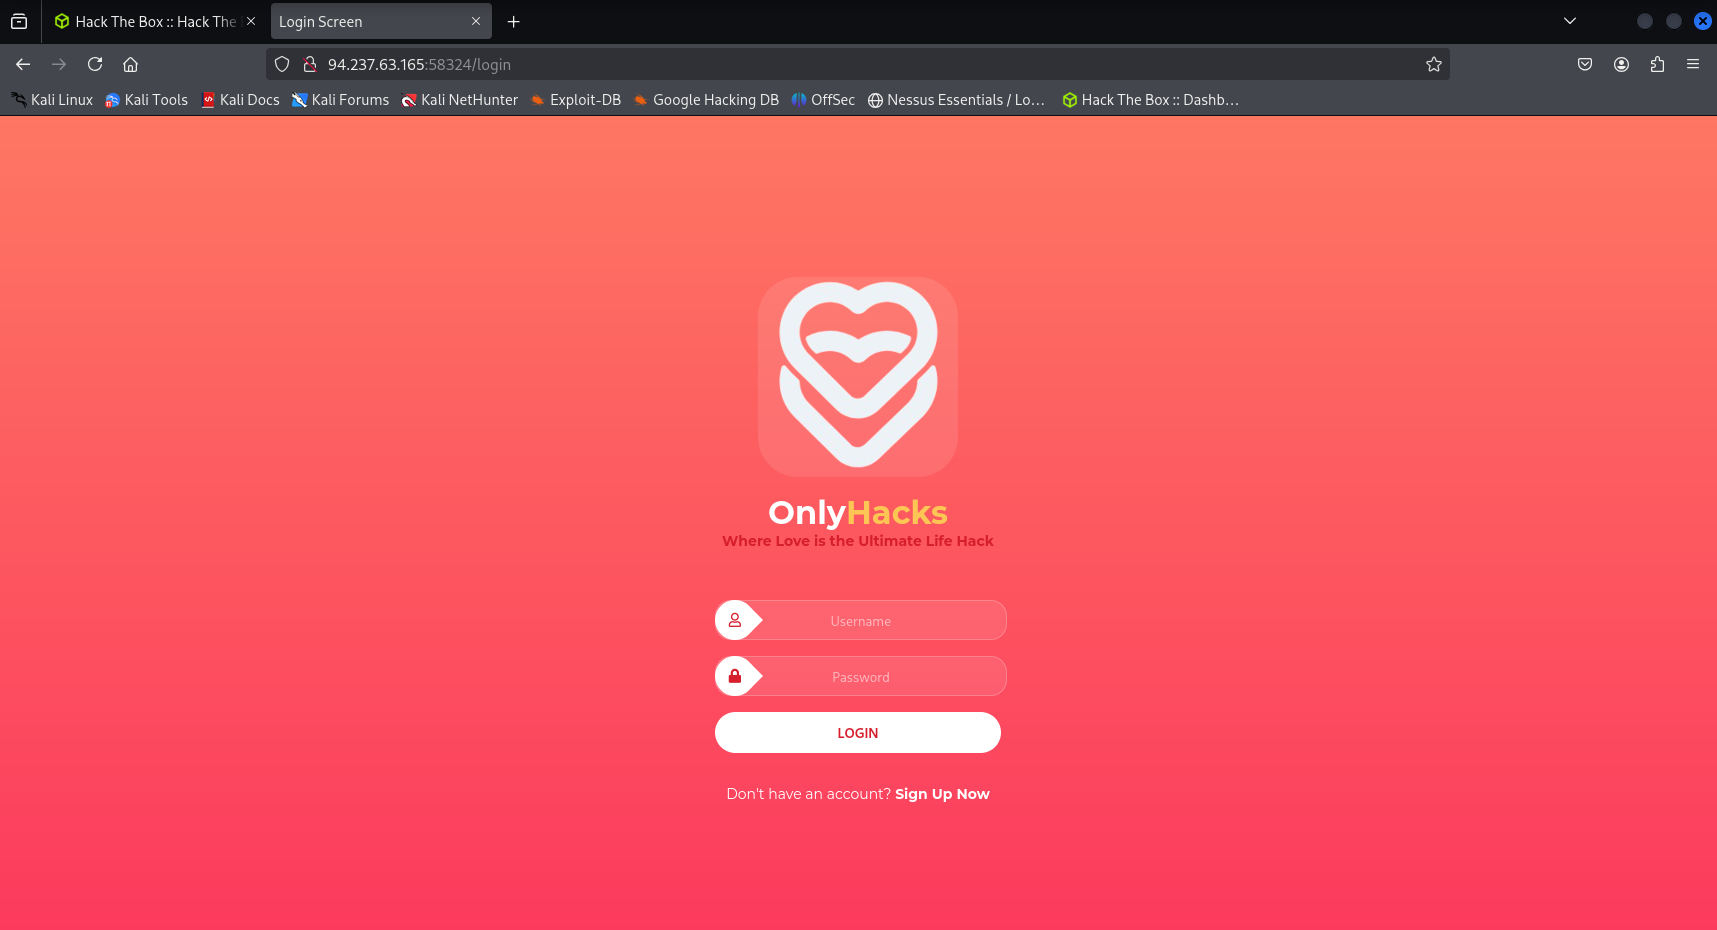 Hack The Box :: Hack The
Login Screen
94.237.63.165:58324/login
Kali Linux
Kali Tools
Kali Docs
Kali Forums
Kali NetHunter
Exploit-DB
Google Hacking DB
OffSec
Nessus Essentials / Lo...
Hack The Box :: Dashb...
OnlyHacks
Where Love is the Ultimate Life Hack
Username
Password
LOGIN
Don't have an account? Sign Up Now